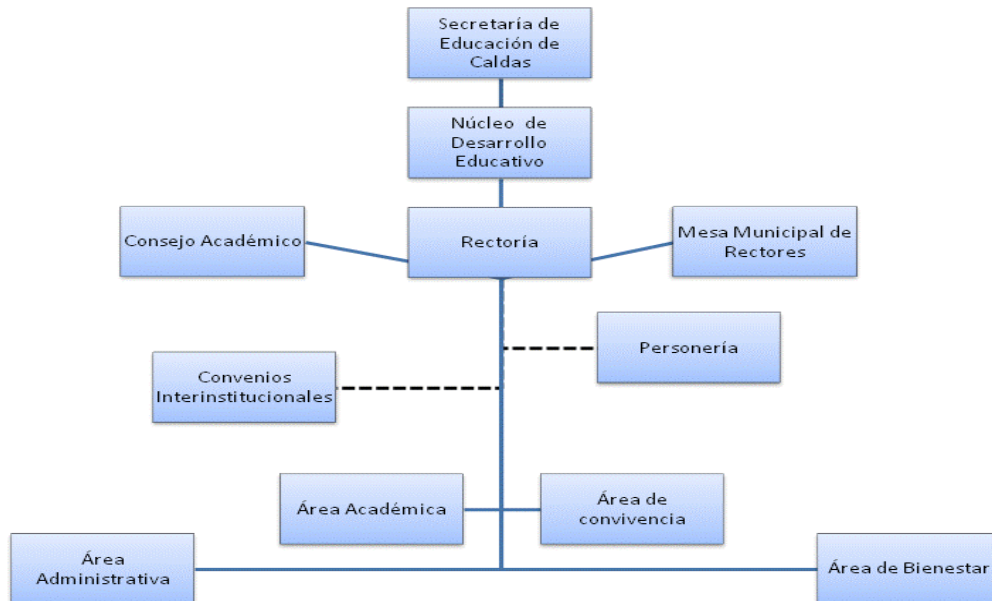 Secretaría de
Educación de
Caldas
Núcleo de
Desarrollo
Educativo
Consejo Académico
Rectoría
Mesa Municipal de
Rectores
Personería
Convenios
Interinstitucionales
Área Académica
Área de
convivencia
Área
Administrativa
Área de Bienestar